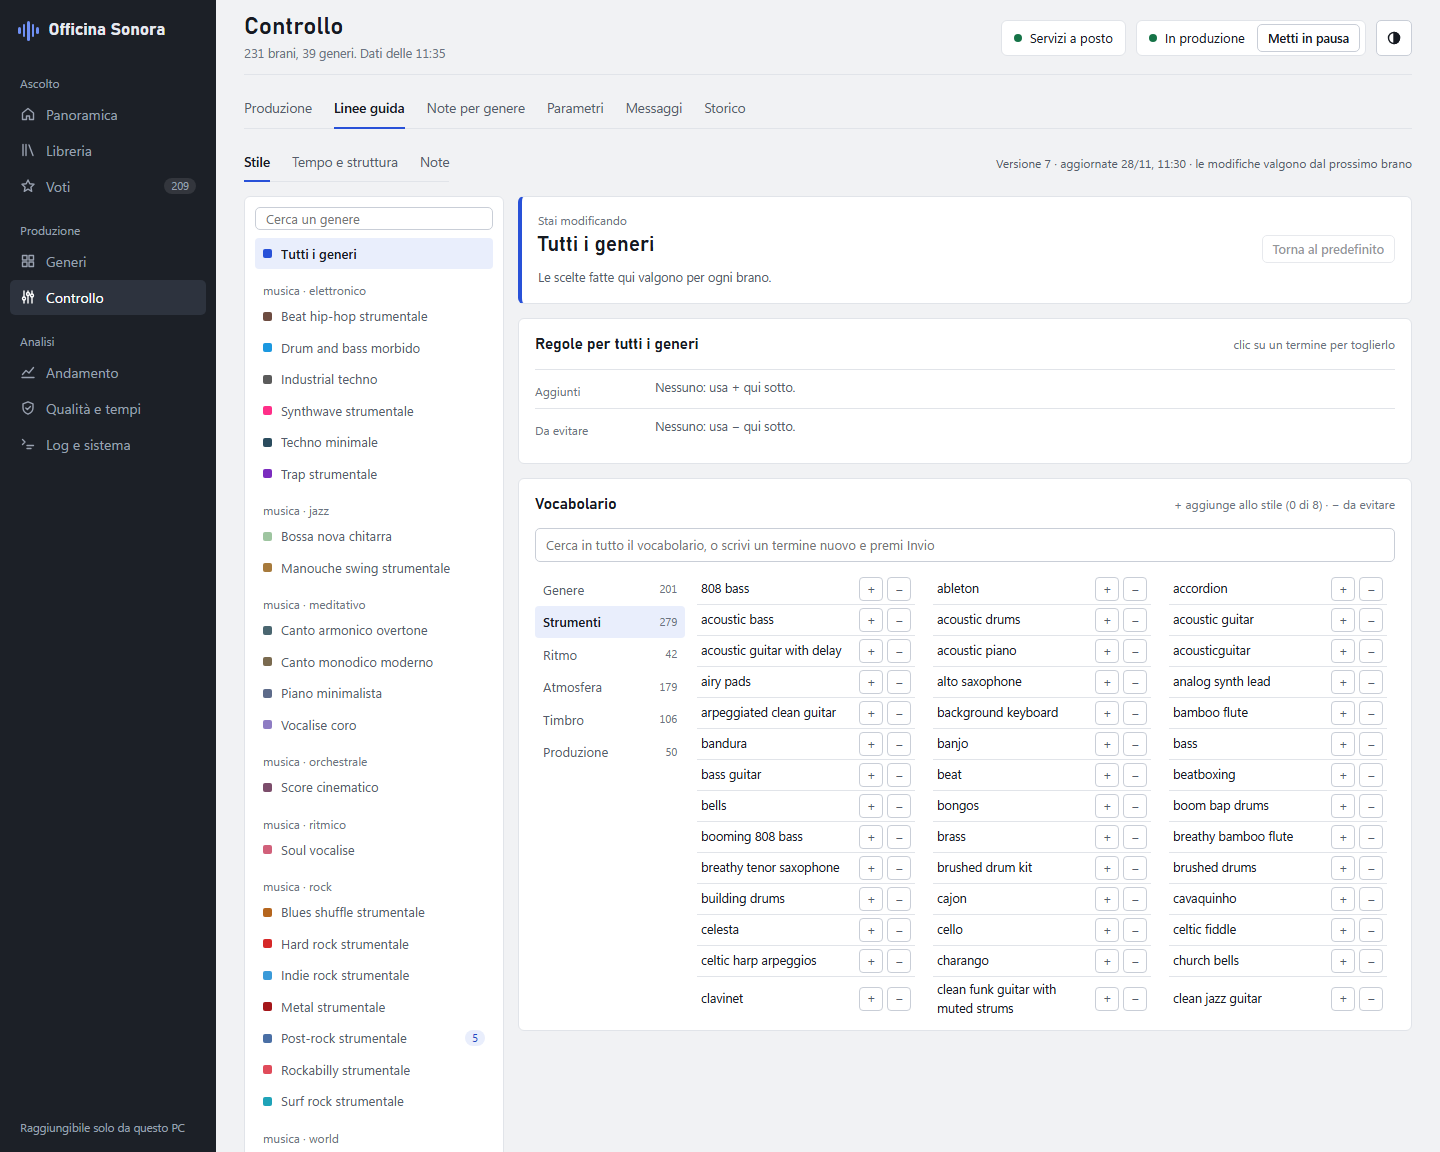 Officina Sonora
Ascolto
Panoramica
Libreria
Voti 209
Produzione
Generi
Controllo
Analisi
Andamento
Qualità e tempi
Log e sistema
Raggiungibile solo da questo PC
Controllo
231 brani, 39 generi. Dati delle 11:35
Servizi a posto
In produzione
Metti in pausa
Produzione
Linee guida
Note per genere
Parametri
Messaggi
Storico
Stile
Tempo e struttura
Note
Versione 7 · aggiornate 28/11, 11:30 · le modifiche valgono dal prossimo brano
Cerca un genere
Tutti i generi
musica · elettronico
Beat hip-hop strumentale
Drum and bass morbido
Industrial techno
Synthwave strumentale
Techno minimale
Trap strumentale
musica · jazz
Bossa nova chitarra
Manouche swing strumentale
musica · meditativo
Canto armonico overtone
Canto monodico moderno
Piano minimalista
Vocalise coro
musica · orchestrale
Score cinematico
musica · ritmico
Soul vocalise
musica · rock
Blues shuffle strumentale
Hard rock strumentale
Indie rock strumentale
Metal strumentale
Post-rock strumentale 5
Rockabilly strumentale
Surf rock strumentale
musica · world
Stai modificando
Tutti i generi
Le scelte fatte qui valgono per ogni brano.
Torna al predefinito
Regole per tutti i generi
clic su un termine per toglierlo
Aggiunti Nessuno: usa + qui sotto.
Da evitare Nessuno: usa − qui sotto.
Vocabolario
+ aggiunge allo stile (0 di 8) · − da evitare
Cerca in tutto il vocabolario, o scrivi un termine nuovo e premi Invio
Genere 201
Strumenti 279
Ritmo 42
Atmosfera 179
Timbro 106
Produzione 50
808 bass + − ableton + − accordion + −
acoustic bass + − acoustic drums + − acoustic guitar + −
acoustic guitar with delay + − acoustic piano + − acousticguitar + −
airy pads + − alto saxophone + − analog synth lead + −
arpeggiated clean guitar + − background keyboard + − bamboo flute + −
bandura + − banjo + − bass + −
bass guitar + − beat + − beatboxing + −
bells + − bongos + − boom bap drums + −
booming 808 bass + − brass + − breathy bamboo flute + −
breathy tenor saxophone + − brushed drum kit + − brushed drums + −
building drums + − cajon + − cavaquinho + −
celesta + − cello + − celtic fiddle + −
celtic harp arpeggios + − charango + − church bells + −
clavinet + − clean funk guitar with muted strums + − clean jazz guitar + −